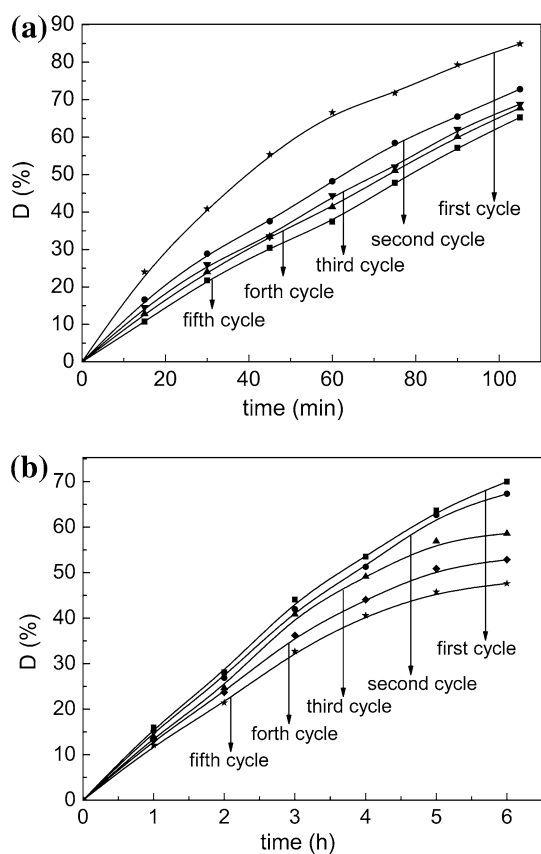 (a)
90
80
70
60
50
40
30
20
10
0
D (%)
first cycle
second cycle
third cycle
forth cycle
fifth cycle
0 20 40 60 80 100
time (min)
(b)
70
60
50
40
30
20
10
0
D (%)
first cycle
second cycle
third cycle
forth cycle
fifth cycle
0 1 2 3 4 5 6
time (h)